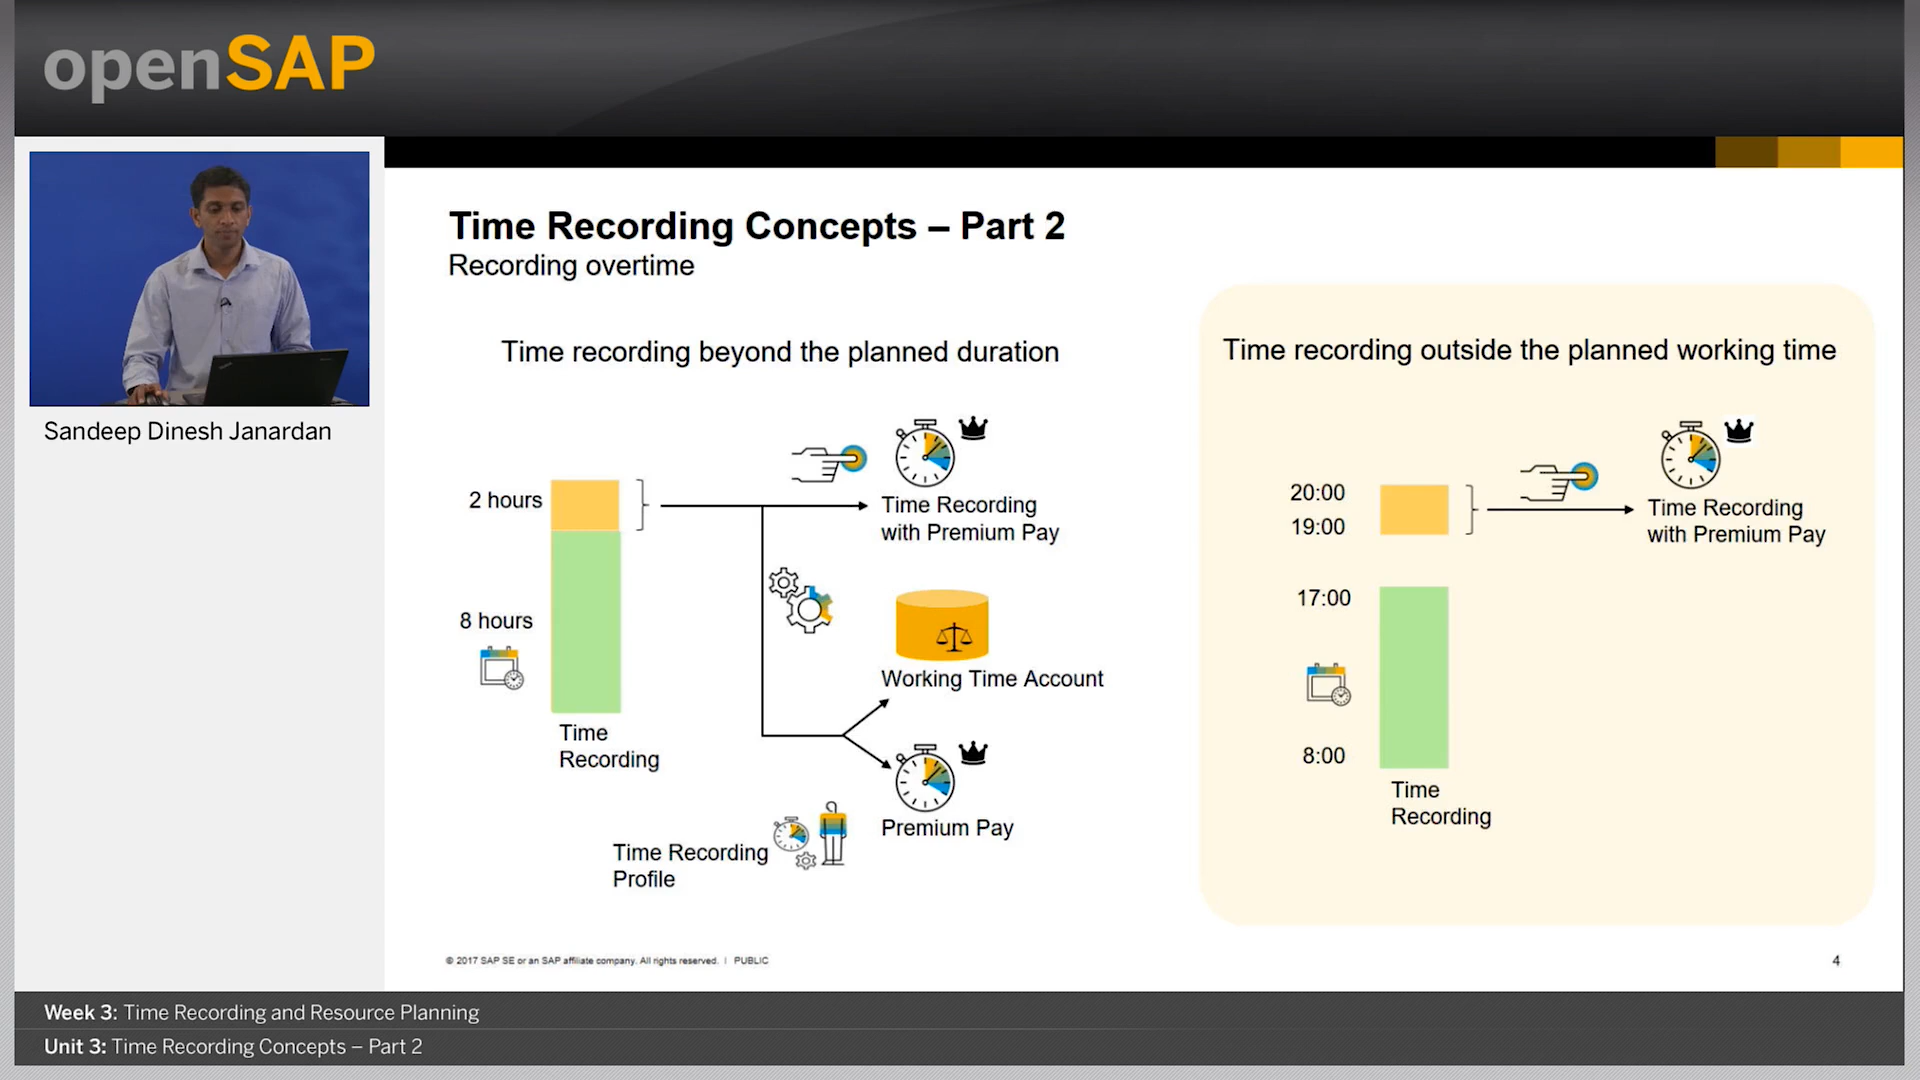 openSAP
Sandeep Dinesh Janardan
Time Recording Concepts – Part 2
Recording overtime
Time recording beyond the planned duration
2 hours
8 hours
Time
Recording
Time Recording
with Premium Pay
Working Time Account
Premium Pay
Time Recording
Profile
Time recording outside the planned working time
20:00
19:00
17:00
8:00
Time
Recording
Time Recording
with Premium Pay
© 2017 SAP SE or an SAP affiliate company. All rights reserved. | PUBLIC
4
Week 3: Time Recording and Resource Planning
Unit 3: Time Recording Concepts – Part 2